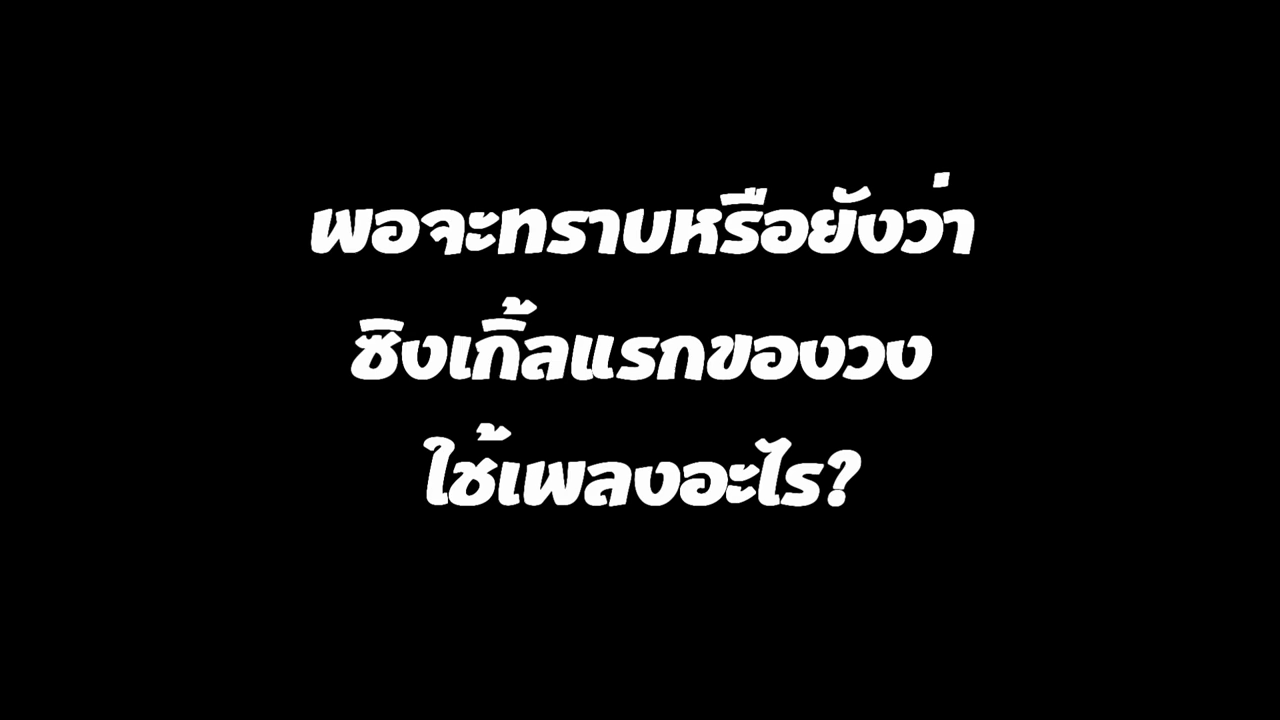 พอจะทราบหรือยังว่า
ซิงเกิ้ลแรกของวง
ใช้เพลงอะไร?